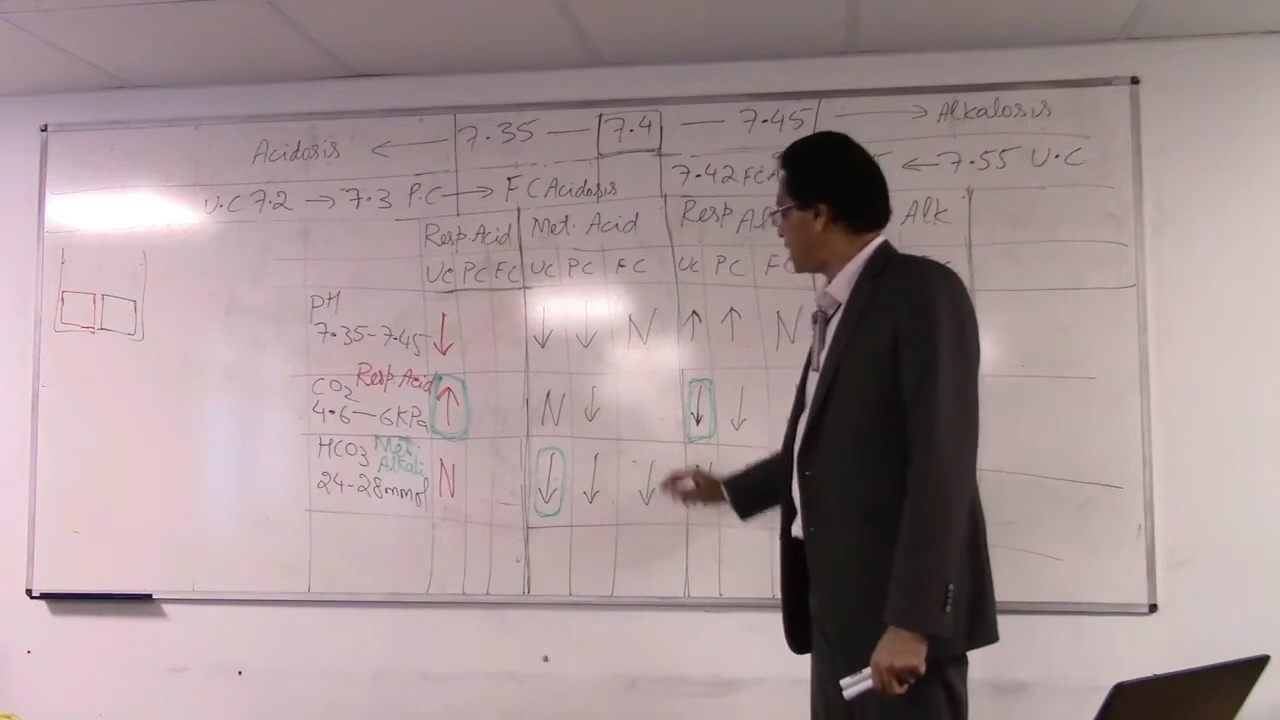 Acidosis ← 7.35 — 7.4 — 7.45 → Alkalosis
U.C 7.2 → 7.3 P.C → F C Acidosis 7.42 FCA ← 7.55 U.C
Resp. Acid Met. Acid Resp Alk
UC PC FC UC PC FC UC PC FC
PH
7.35-7.45 ↓ ↓ ↓ N ↑ ↑ N
Resp. Acid
CO2
4.6—6KPa ↑ N ↓ ↓ ↓
HCO3 Met.
Alkali
24-28mmol N ↓ ↓ ↓